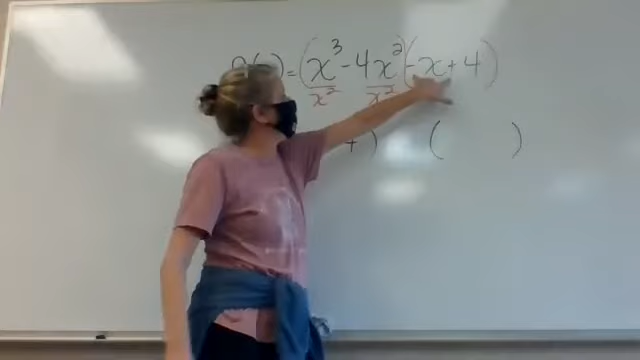 = (x³ - 4x²)(-x + 4)
x² x²
+ ) ( )